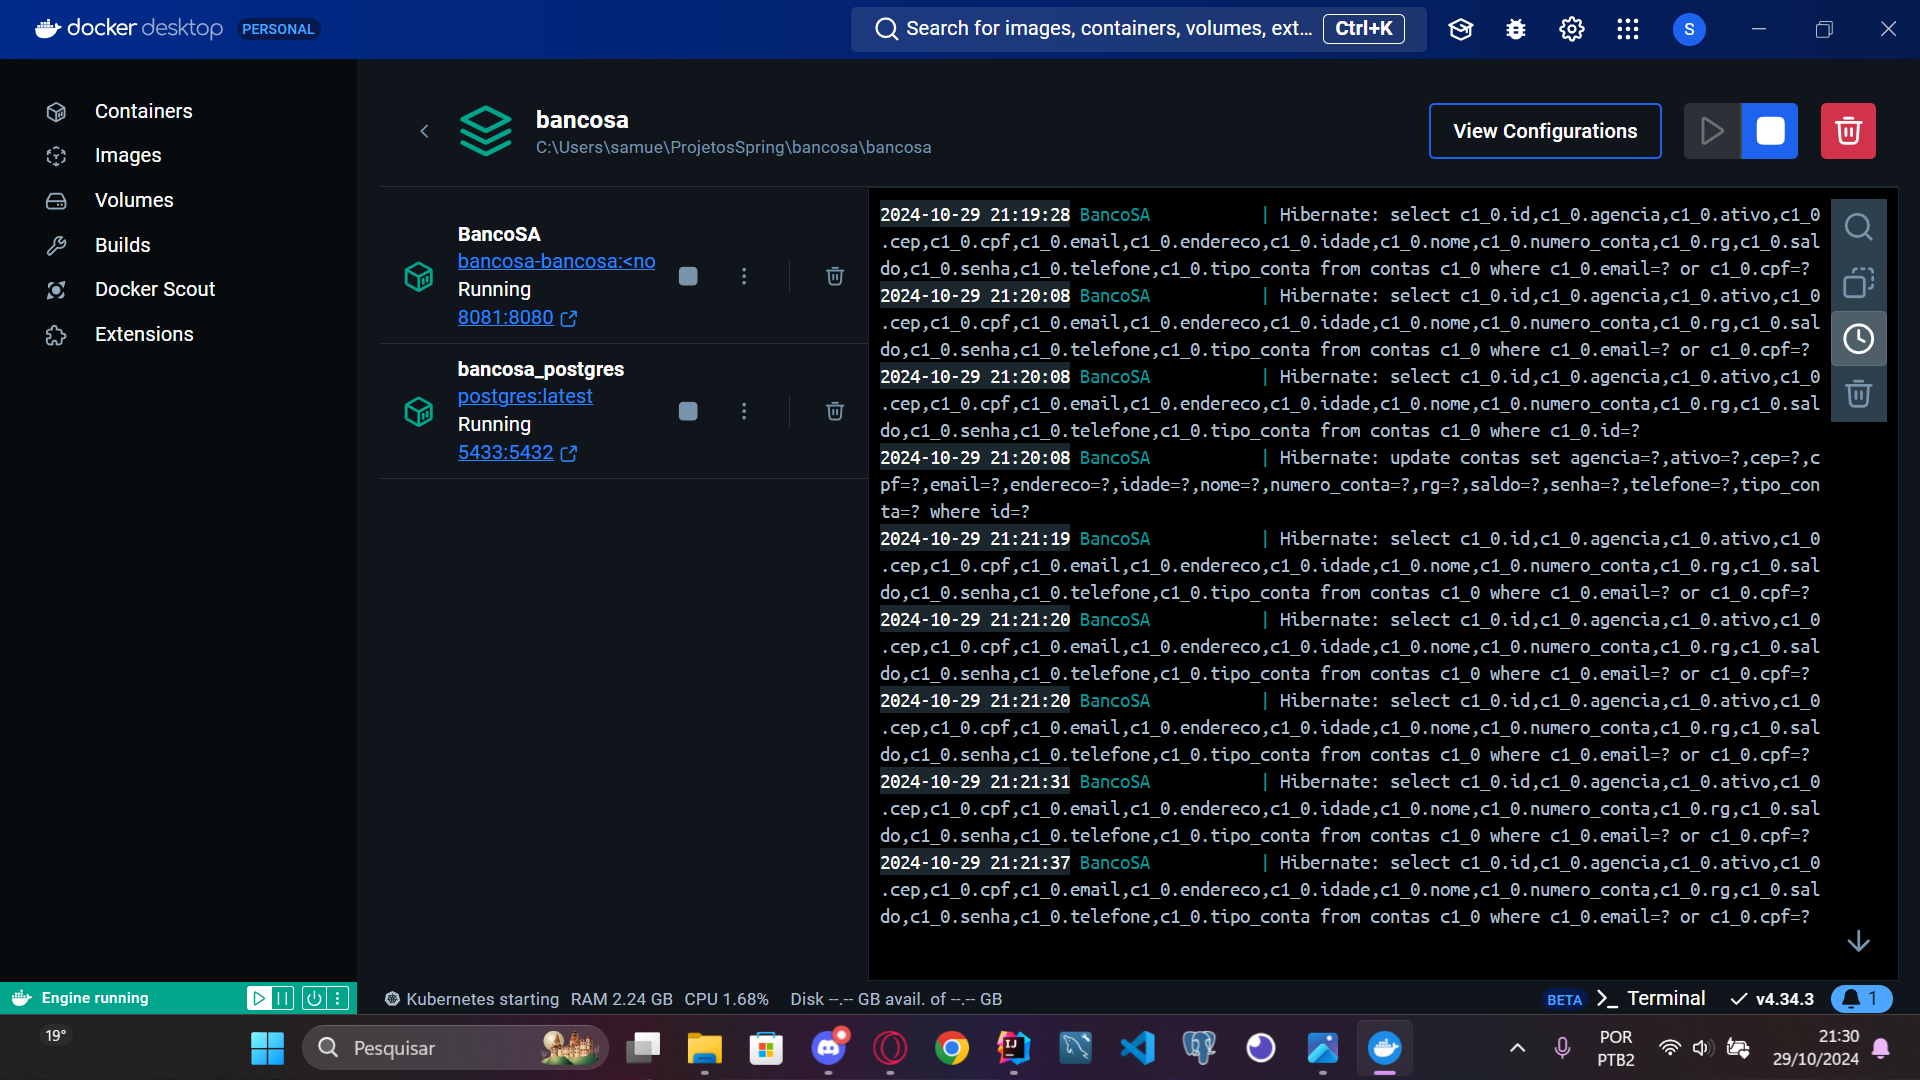 docker desktop PERSONAL
Search for images, containers, volumes, ext... Ctrl+K
S
Containers
Images
Volumes
Builds
Docker Scout
Extensions
bancosa
C:\Users\samue\ProjetosSpring\bancosa\bancosa
View Configurations
BancoSA
bancosa-bancosa:<no
Running
8081:8080
bancosa_postgres
postgres:latest
Running
5433:5432
2024-10-29 21:19:28 BancoSA | Hibernate: select c1_0.id,c1_0.agencia,c1_0.ativo,c1_0
.cep,c1_0.cpf,c1_0.email,c1_0.endereco,c1_0.idade,c1_0.nome,c1_0.numero_conta,c1_0.rg,c1_0.sal
do,c1_0.senha,c1_0.telefone,c1_0.tipo_conta from contas c1_0 where c1_0.email=? or c1_0.cpf=?
2024-10-29 21:20:08 BancoSA | Hibernate: select c1_0.id,c1_0.agencia,c1_0.ativo,c1_0
.cep,c1_0.cpf,c1_0.email,c1_0.endereco,c1_0.idade,c1_0.nome,c1_0.numero_conta,c1_0.rg,c1_0.sal
do,c1_0.senha,c1_0.telefone,c1_0.tipo_conta from contas c1_0 where c1_0.email=? or c1_0.cpf=?
2024-10-29 21:20:08 BancoSA | Hibernate: select c1_0.id,c1_0.agencia,c1_0.ativo,c1_0
.cep,c1_0.cpf,c1_0.email,c1_0.endereco,c1_0.idade,c1_0.nome,c1_0.numero_conta,c1_0.rg,c1_0.sal
do,c1_0.senha,c1_0.telefone,c1_0.tipo_conta from contas c1_0 where c1_0.id=?
2024-10-29 21:20:08 BancoSA | Hibernate: update contas set agencia=?,ativo=?,cep=?,c
pf=?,email=?,endereco=?,idade=?,nome=?,numero_conta=?,rg=?,saldo=?,senha=?,telefone=?,tipo_con
ta=? where id=?
2024-10-29 21:21:19 BancoSA | Hibernate: select c1_0.id,c1_0.agencia,c1_0.ativo,c1_0
.cep,c1_0.cpf,c1_0.email,c1_0.endereco,c1_0.idade,c1_0.nome,c1_0.numero_conta,c1_0.rg,c1_0.sal
do,c1_0.senha,c1_0.telefone,c1_0.tipo_conta from contas c1_0 where c1_0.email=? or c1_0.cpf=?
2024-10-29 21:21:20 BancoSA | Hibernate: select c1_0.id,c1_0.agencia,c1_0.ativo,c1_0
.cep,c1_0.cpf,c1_0.email,c1_0.endereco,c1_0.idade,c1_0.nome,c1_0.numero_conta,c1_0.rg,c1_0.sal
do,c1_0.senha,c1_0.telefone,c1_0.tipo_conta from contas c1_0 where c1_0.email=? or c1_0.cpf=?
2024-10-29 21:21:20 BancoSA | Hibernate: select c1_0.id,c1_0.agencia,c1_0.ativo,c1_0
.cep,c1_0.cpf,c1_0.email,c1_0.endereco,c1_0.idade,c1_0.nome,c1_0.numero_conta,c1_0.rg,c1_0.sal
do,c1_0.senha,c1_0.telefone,c1_0.tipo_conta from contas c1_0 where c1_0.email=? or c1_0.cpf=?
2024-10-29 21:21:31 BancoSA | Hibernate: select c1_0.id,c1_0.agencia,c1_0.ativo,c1_0
.cep,c1_0.cpf,c1_0.email,c1_0.endereco,c1_0.idade,c1_0.nome,c1_0.numero_conta,c1_0.rg,c1_0.sal
do,c1_0.senha,c1_0.telefone,c1_0.tipo_conta from contas c1_0 where c1_0.email=? or c1_0.cpf=?
2024-10-29 21:21:37 BancoSA | Hibernate: select c1_0.id,c1_0.agencia,c1_0.ativo,c1_0
.cep,c1_0.cpf,c1_0.email,c1_0.endereco,c1_0.idade,c1_0.nome,c1_0.numero_conta,c1_0.rg,c1_0.sal
do,c1_0.senha,c1_0.telefone,c1_0.tipo_conta from contas c1_0 where c1_0.email=? or c1_0.cpf=?
Engine running
Kubernetes starting RAM 2.24 GB CPU 1.68% Disk --.-- GB avail. of --.-- GB
BETA >_ Terminal v4.34.3 1
19°
Pesquisar
IJ
POR
PTB2
21:30
29/10/2024